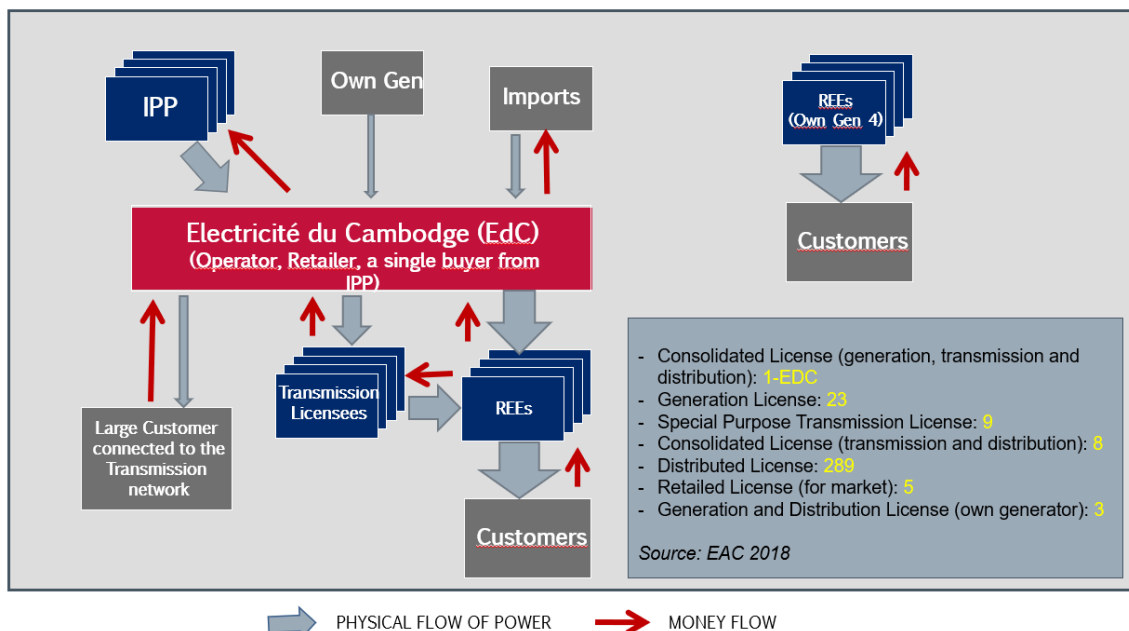 IPP
Own Gen
Imports
REEs
(Own Gen 4)
Customers
Electricité du Cambodge (EdC)
(Operator, Retailer, a single buyer from
IPP)
Transmission
Licensees
REEs
Large Customer
connected to the
Transmission
network
Customers
- Consolidated License (generation, transmission and
distribution): 1-EDC
- Generation License: 23
- Special Purpose Transmission License: 9
- Consolidated License (transmission and distribution): 8
- Distributed License: 289
- Retailed License (for market): 5
- Generation and Distribution License (own generator): 3
Source: EAC 2018
PHYSICAL FLOW OF POWER
MONEY FLOW